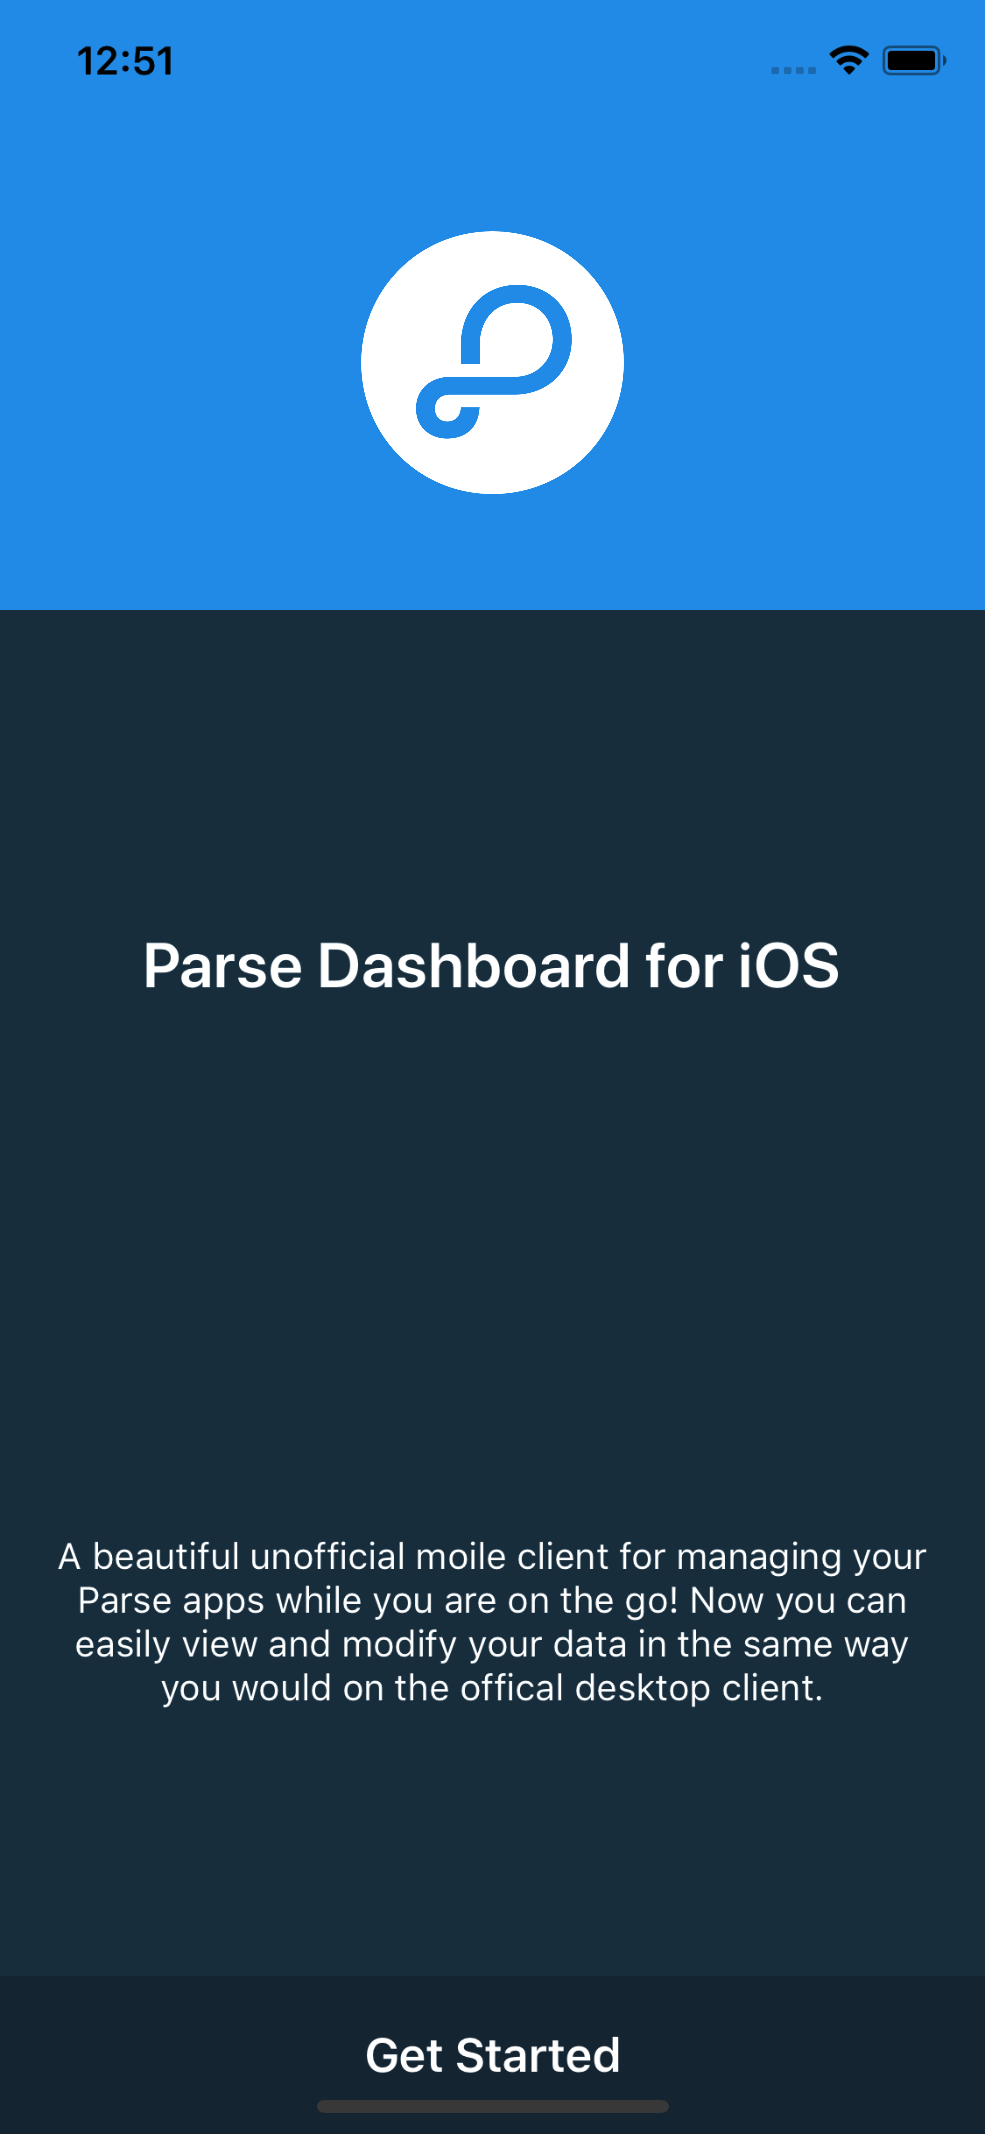 12:51
Parse Dashboard for iOS
A beautiful unofficial moile client for managing your
Parse apps while you are on the go! Now you can
easily view and modify your data in the same way
you would on the offical desktop client.
Get Started